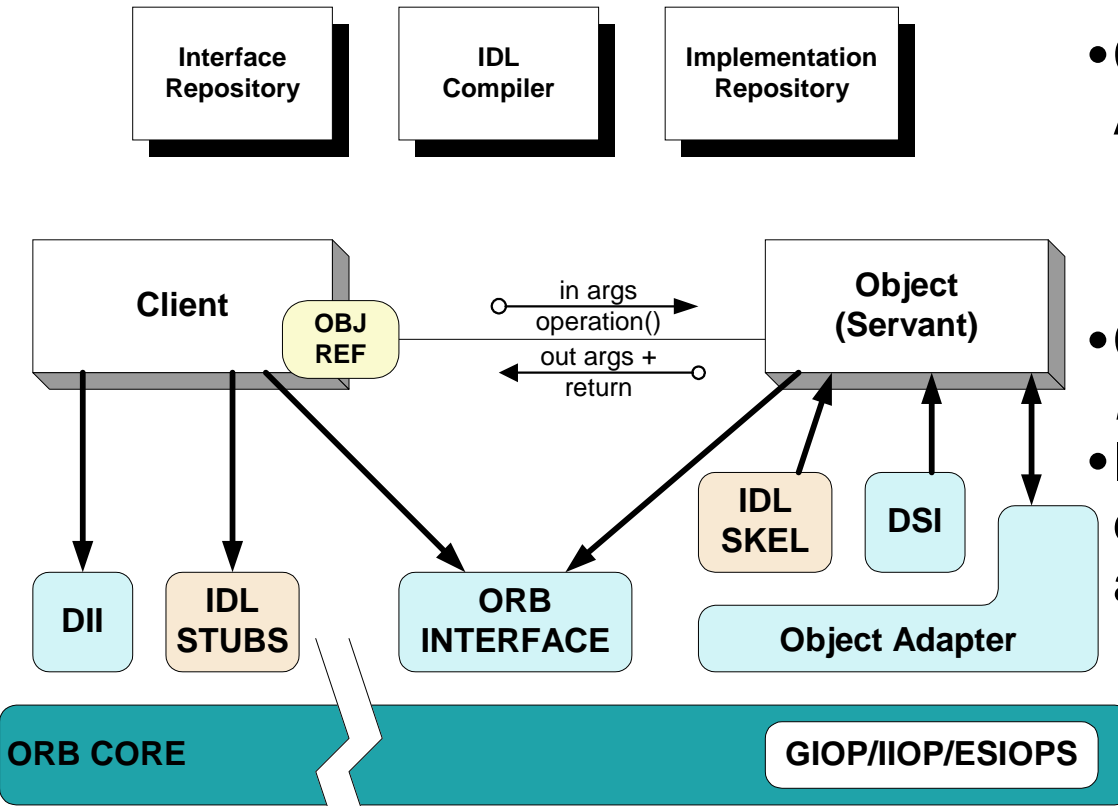 Interface
Repository
IDL
Compiler
Implementation
Repository
Client
OBJ
REF
in args
operation()
out args +
return
Object
(Servant)
DII
IDL
STUBS
ORB
INTERFACE
IDL
SKEL
DSI
Object Adapter
ORB CORE
GIOP/IIOP/ESIOPS